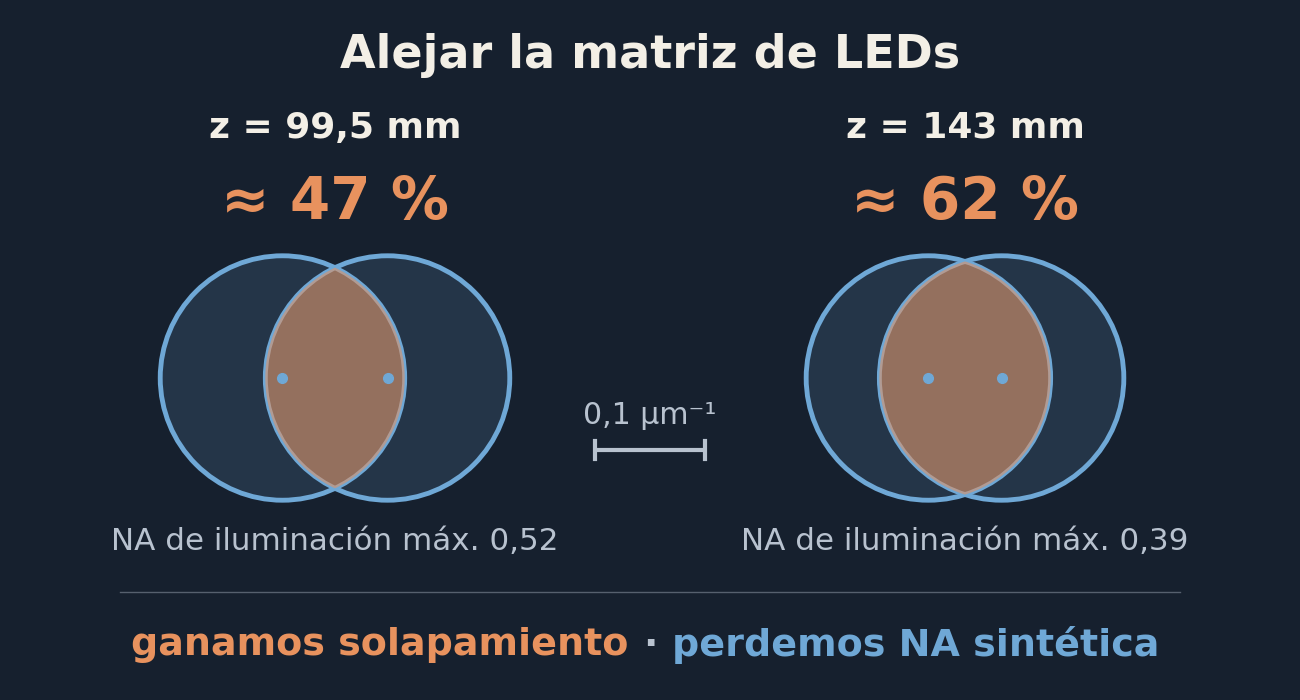 Alejar la matriz de LEDs
z = 99,5 mm
z = 143 mm
≈ 47 %
≈ 62 %
0,1 µm⁻¹
NA de iluminación máx. 0,52
NA de iluminación máx. 0,39
ganamos solapamiento · perdemos NA sintética